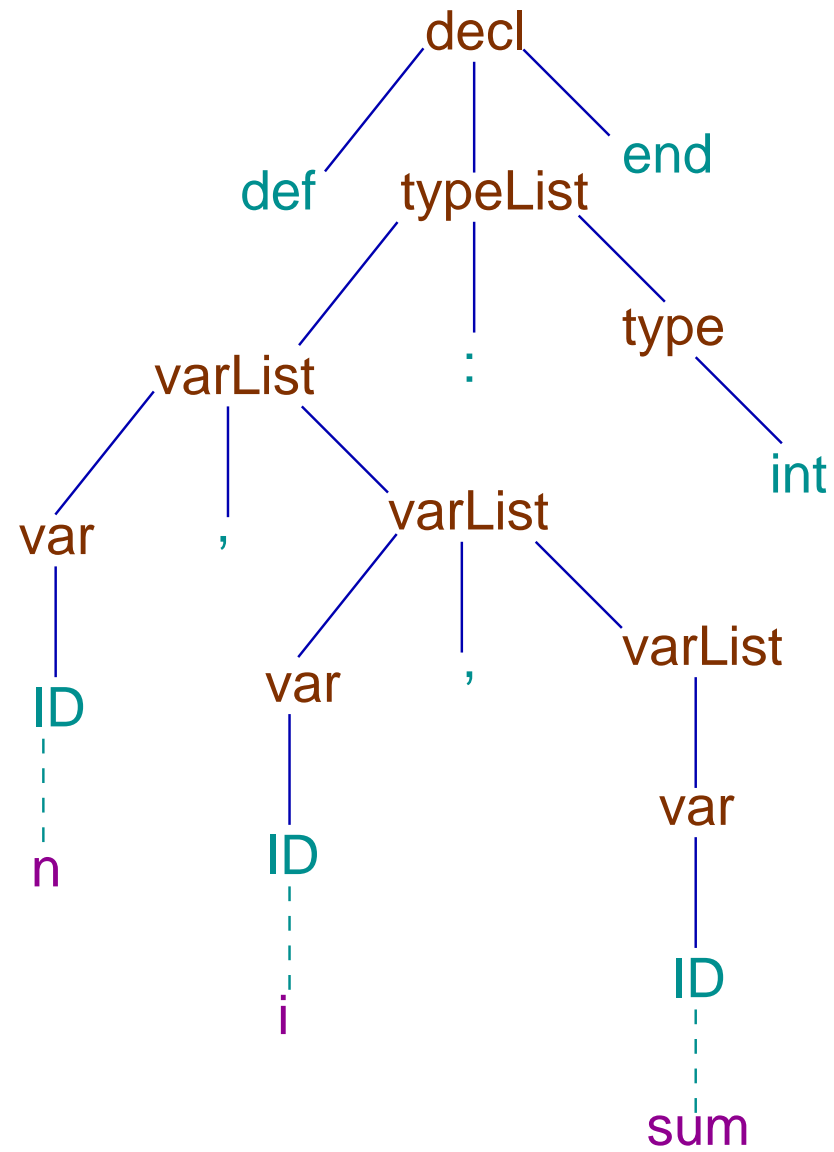 decl
def typeList end
varList : type
int
var , varList
ID var , varList
n ID var
i ID
sum